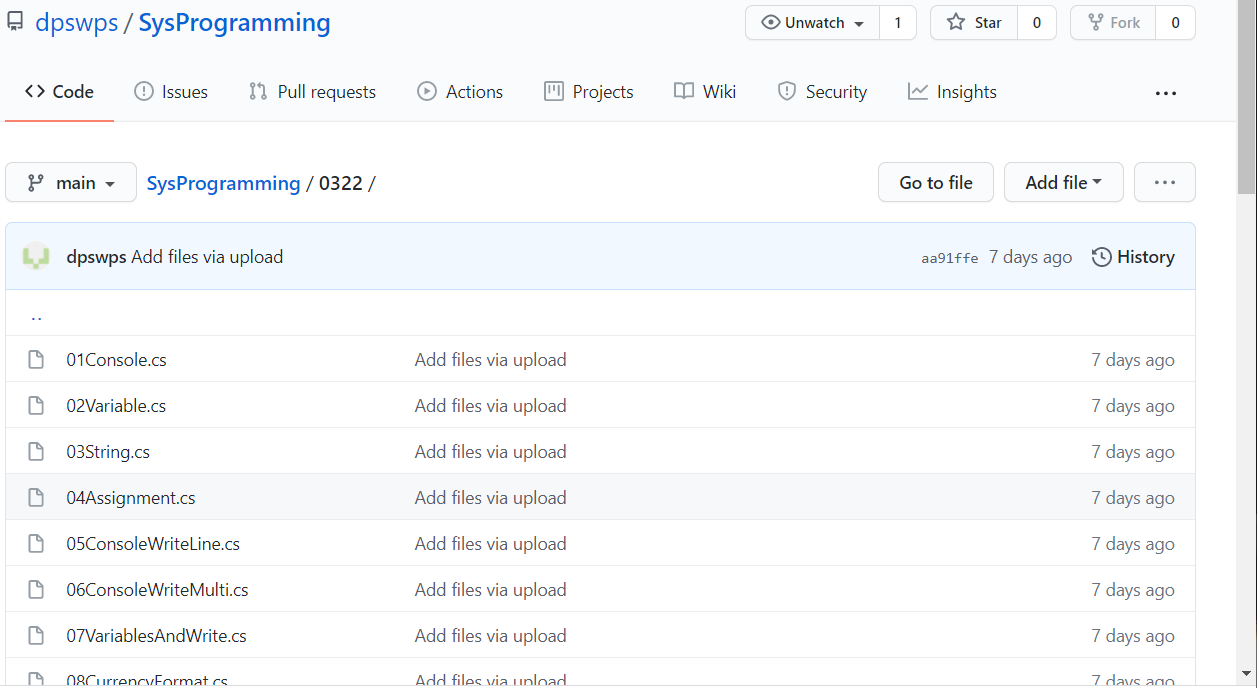 dpswps / SysProgramming
Unwatch 1 Star 0 Fork 0
Code Issues Pull requests Actions Projects Wiki Security Insights ...
main SysProgramming / 0322 / Go to file Add file ...
dpswps Add files via upload aa91ffe 7 days ago History
..
01Console.cs Add files via upload 7 days ago
02Variable.cs Add files via upload 7 days ago
03String.cs Add files via upload 7 days ago
04Assignment.cs Add files via upload 7 days ago
05ConsoleWriteLine.cs Add files via upload 7 days ago
06ConsoleWriteMulti.cs Add files via upload 7 days ago
07VariablesAndWrite.cs Add files via upload 7 days ago
08CurrencyFormat.cs Add files via upload 7 days ago